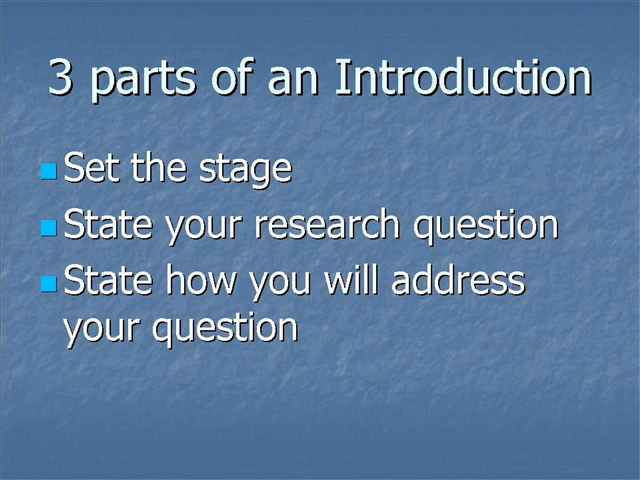 3 parts of an Introduction
Set the stage
State your research question
State how you will address
your question